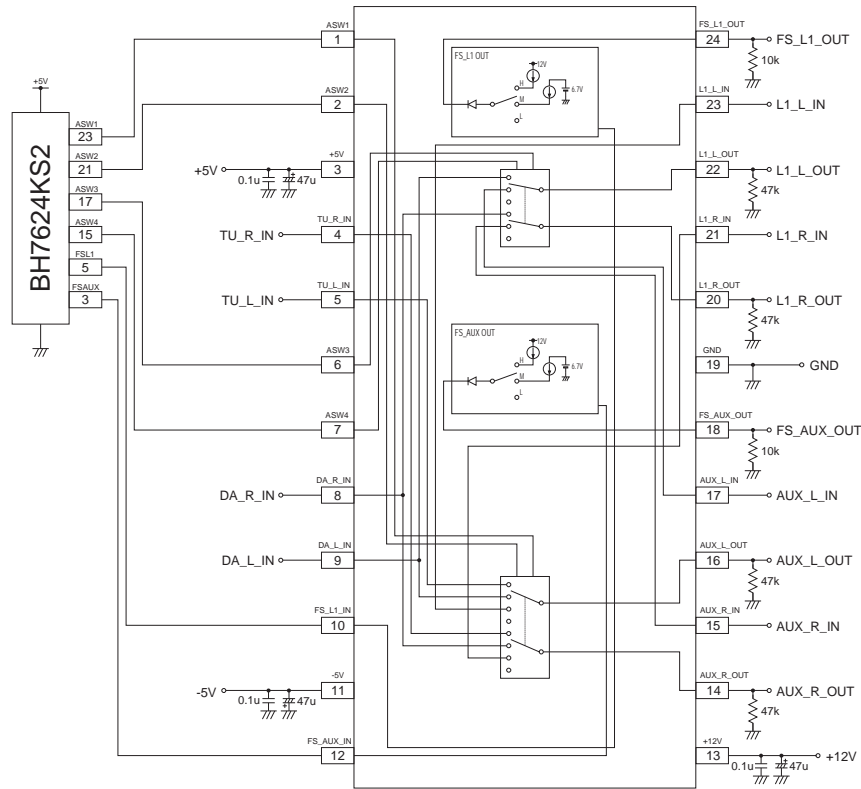 +5V
BH7624KS2
ASW1
23
ASW2
21
ASW3
17
ASW4
15
FSL1
5
FSAUX
3
ASW1
1
ASW2
2
+5V
0.1u
47u
+5V
3
TU_R_IN
TU_R_IN
4
TU_L_IN
TU_L_IN
5
ASW3
6
ASW4
7
DA_R_IN
DA_R_IN
8
DA_L_IN
DA_L_IN
9
FS_L1_IN
10
-5V
0.1u
47u
-5V
11
FS_AUX_IN
12
FS_L1 OUT
12V
H
M
L
6.7V
FS_AUX OUT
12V
H
M
L
6.7V
FS_L1_OUT
24
FS_L1_OUT
10k
L1_L_IN
23
L1_L_IN
L1_L_OUT
22
L1_L_OUT
47k
L1_R_IN
21
L1_R_IN
L1_R_OUT
20
L1_R_OUT
47k
GND
19
GND
FS_AUX_OUT
18
FS_AUX_OUT
10k
AUX_L_IN
17
AUX_L_IN
AUX_L_OUT
16
AUX_L_OUT
47k
AUX_R_IN
15
AUX_R_IN
AUX_R_OUT
14
AUX_R_OUT
47k
+12V
13
0.1u
47u
+12V